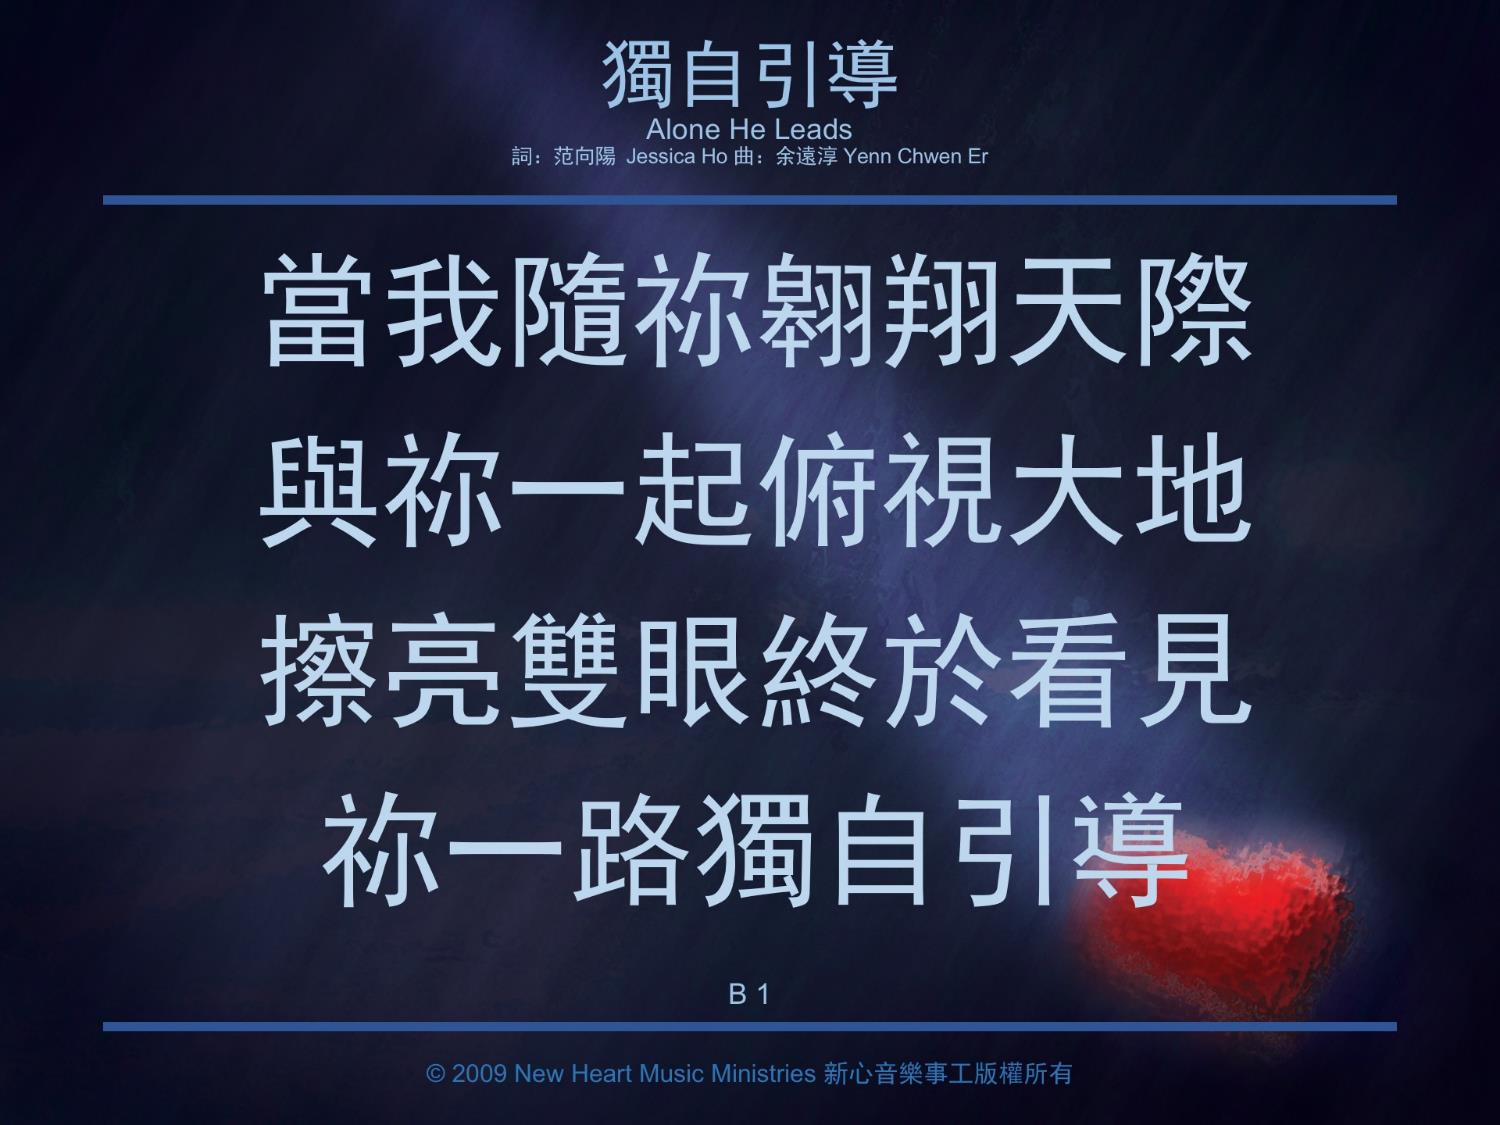 獨自引導
Alone He Leads
詞：范向陽 Jessica Ho 曲：余遠淳 Yenn Chwen Er
當我隨祢翱翔天際
與祢一起俯視大地
擦亮雙眼終於看見
祢一路獨自引導
B 1
© 2009 New Heart Music Ministries 新心音樂事工版權所有